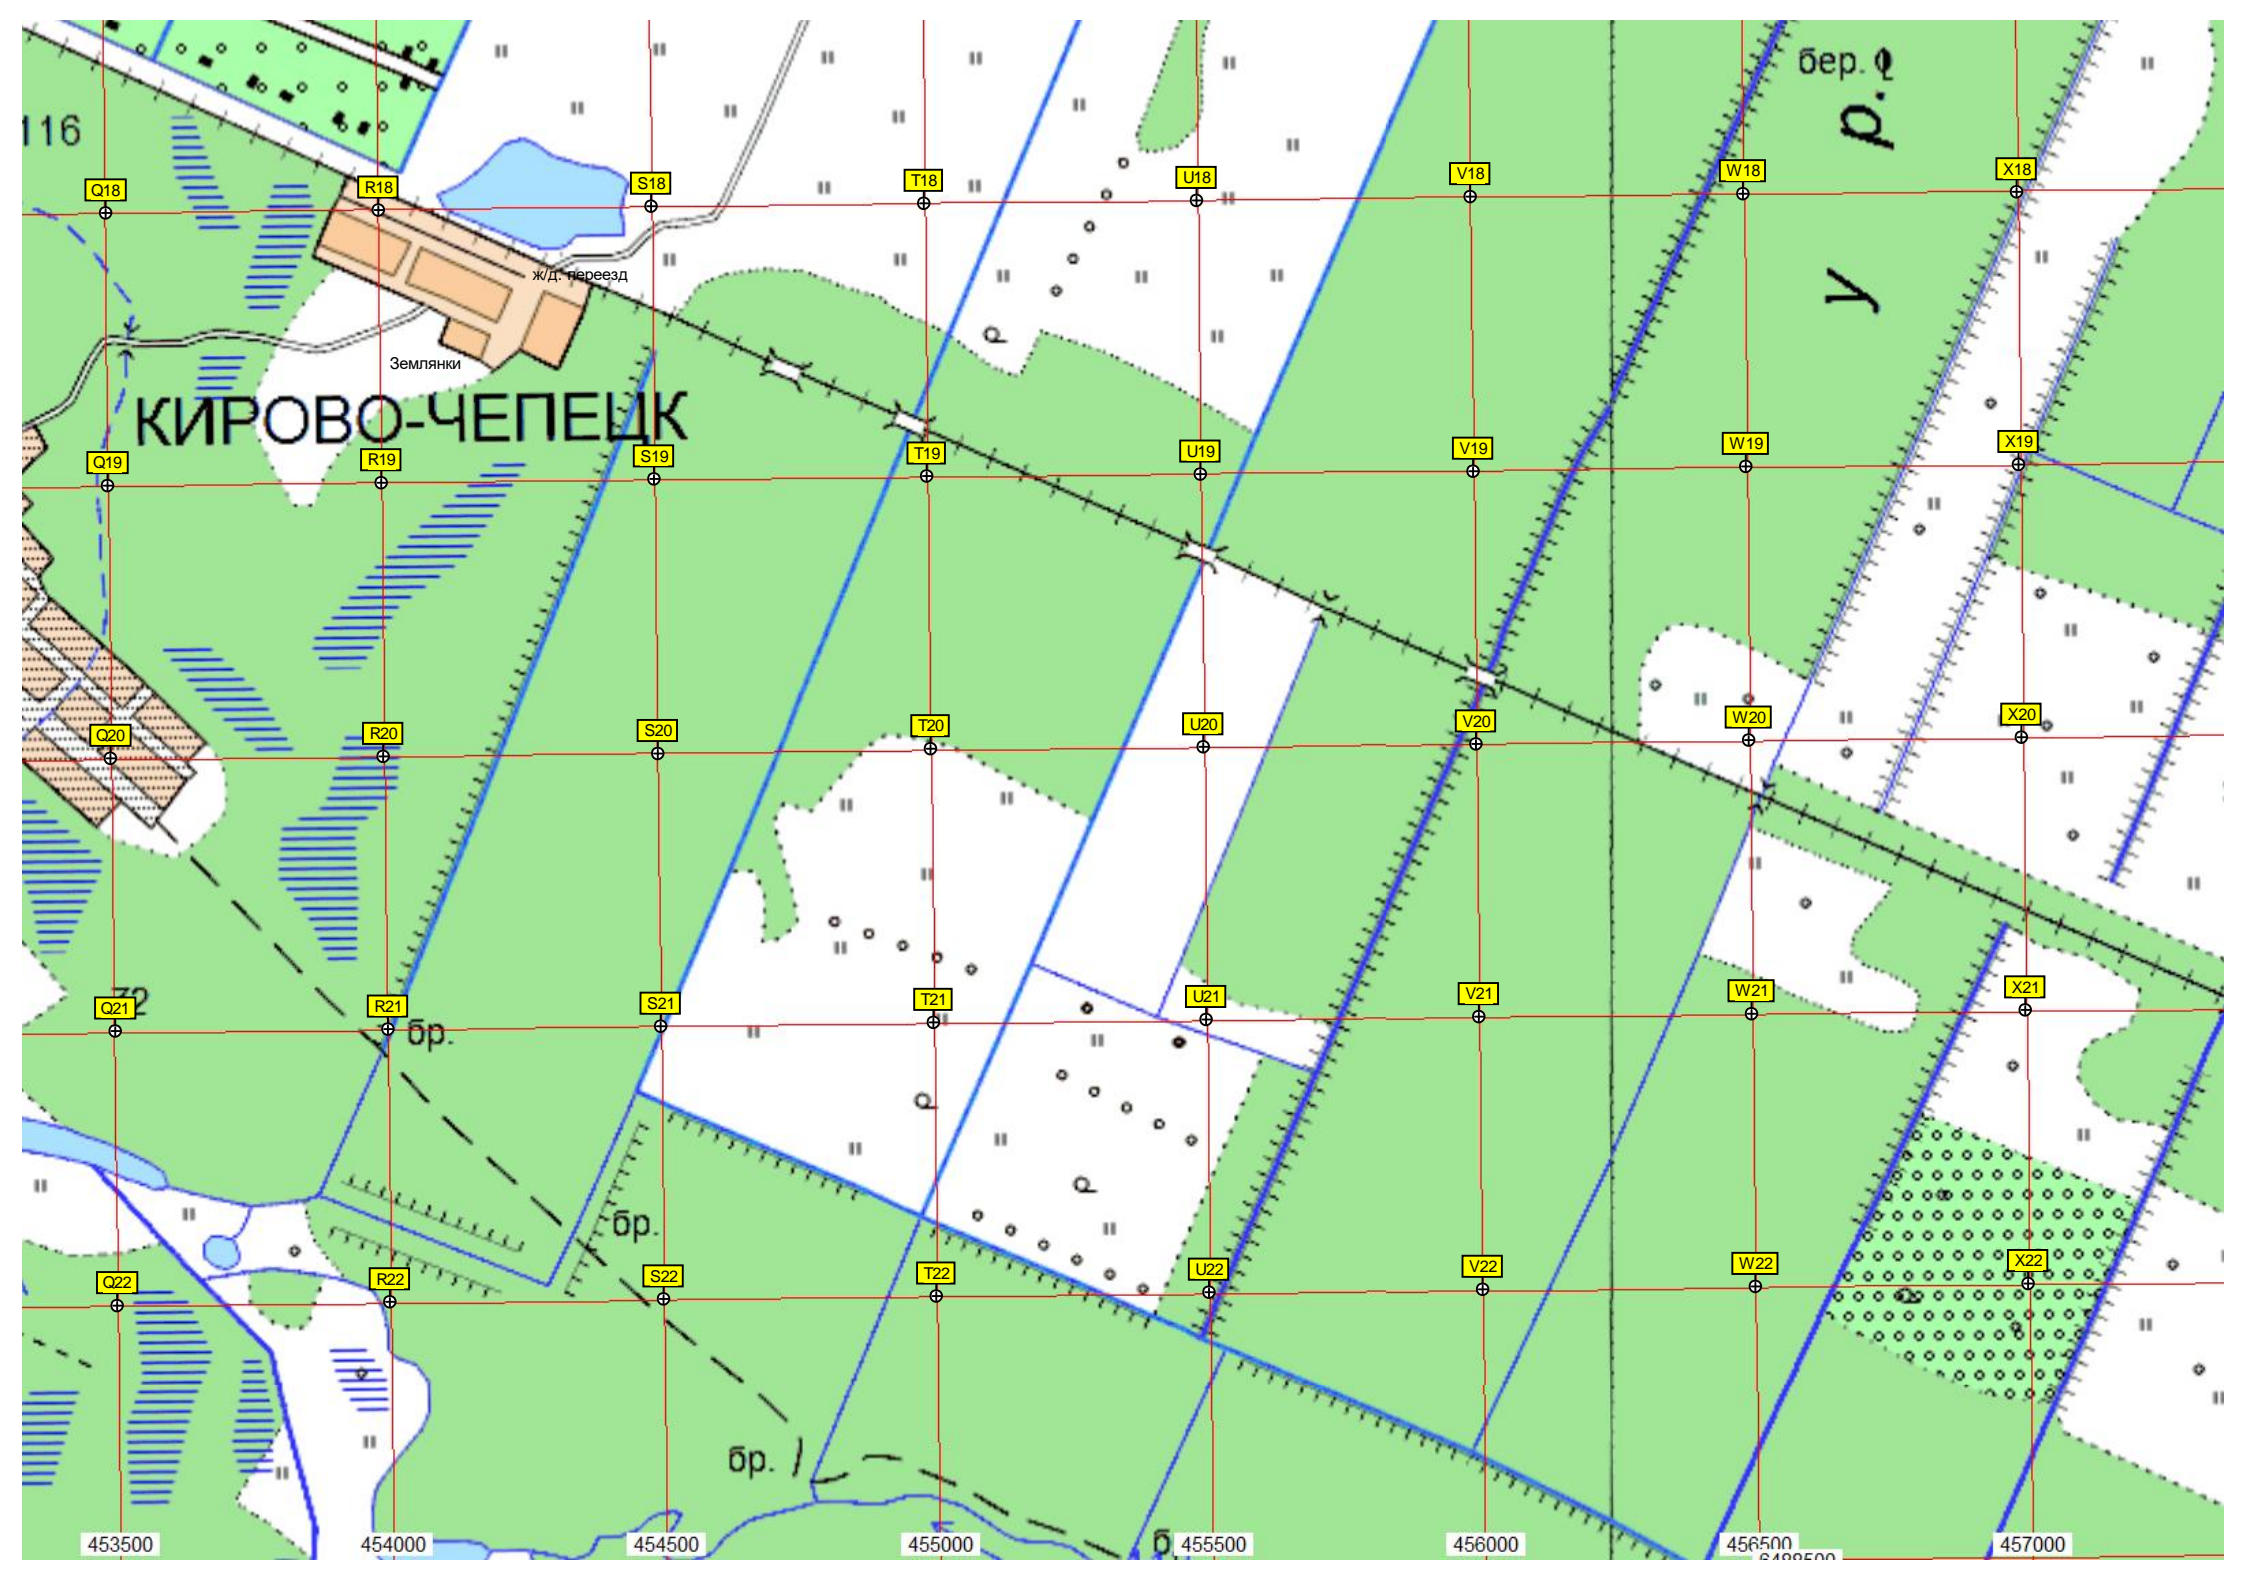 бер.
р.
116
Q18 R18 S18 T18 U18 V18 W18 X18
ж/д. переезд
у
Землянки
КИРОВО-ЧЕПЕЦК
Q19 R19 S19 T19 U19 V19 W19 X19
Q20 R20 S20 T20 U20 V20 W20 X20
Q21 R21 S21 T21 U21 V21 W21 X21
бр.
бр.
Q22 R22 S22 T22 U22 V22 W22 X22
бр.
453500 454000 454500 455000 455500 456000 456500 457000